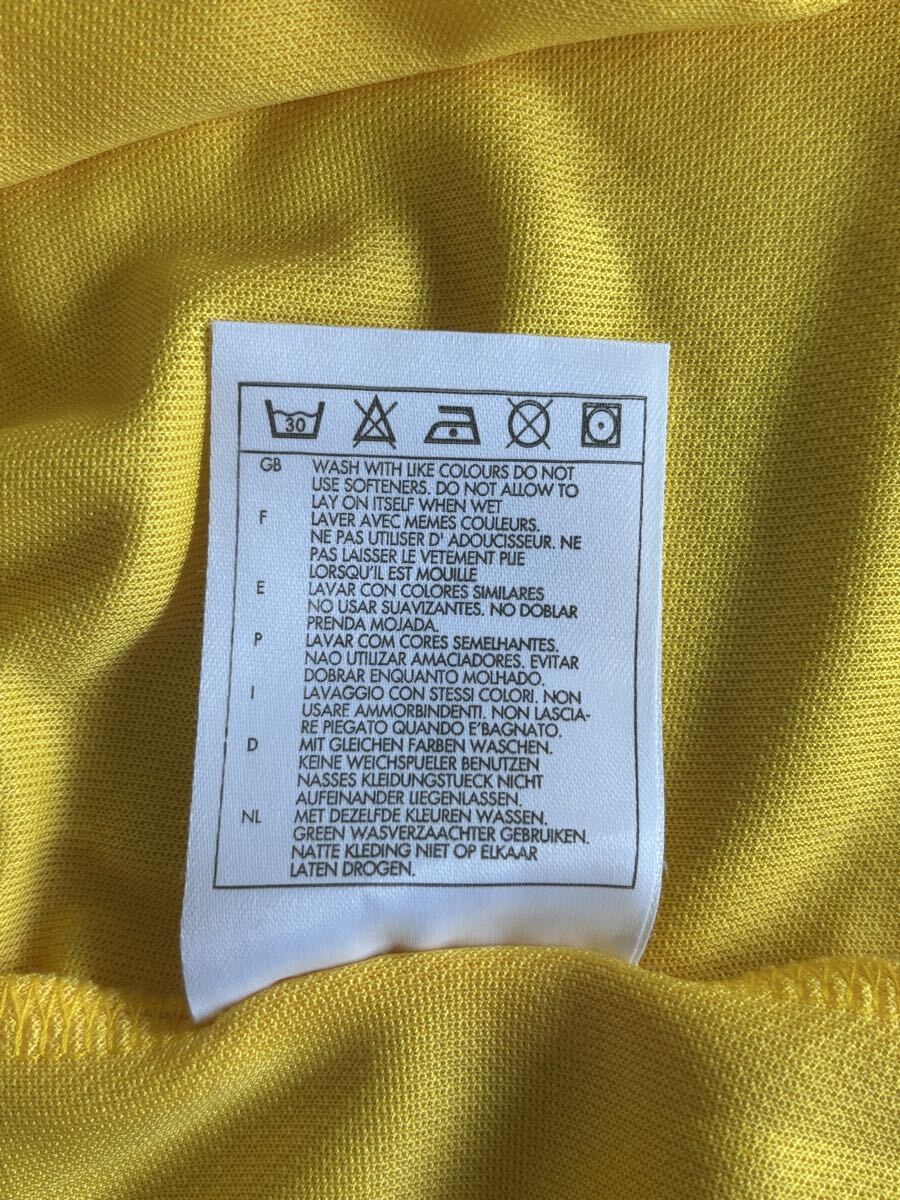 30
GB WASH WITH LIKE COLOURS DO NOT
USE SOFTENERS. DO NOT ALLOW TO
LAY ON ITSELF WHEN WET
F LAVER AVEC MEMES COULEURS.
NE PAS UTILISER D' ADOUCISSEUR. NE
PAS LAISSER LE VETEMENT PLIE
LORSQU'IL EST MOUILLE
E LAVAR CON COLORES SIMILARES
NO USAR SUAVIZANTES. NO DOBLAR
PRENDA MOJADA.
P LAVAR COM CORES SEMELHANTES.
NAO UTILIZAR AMACIADORES. EVITAR
DOBRAR ENQUANTO MOLHADO.
I LAVAGGIO CON STESSI COLORI. NON
USARE AMMORBINDENTI. NON LASCIA-
RE PIEGATO QUANDO E'BAGNATO.
D MIT GLEICHEN FARBEN WASCHEN.
KEINE WEICHSPUELER BENUTZEN
NASSES KLEIDUNGSTUECK NICHT
AUFEINANDER LIEGENLASSEN.
NL MET DEZELFDE KLEUREN WASSEN.
GREEN WASVERZAACHTER GEBRUIKEN.
NATTE KLEDING NIET OP ELKAAR
LATEN DROGEN.